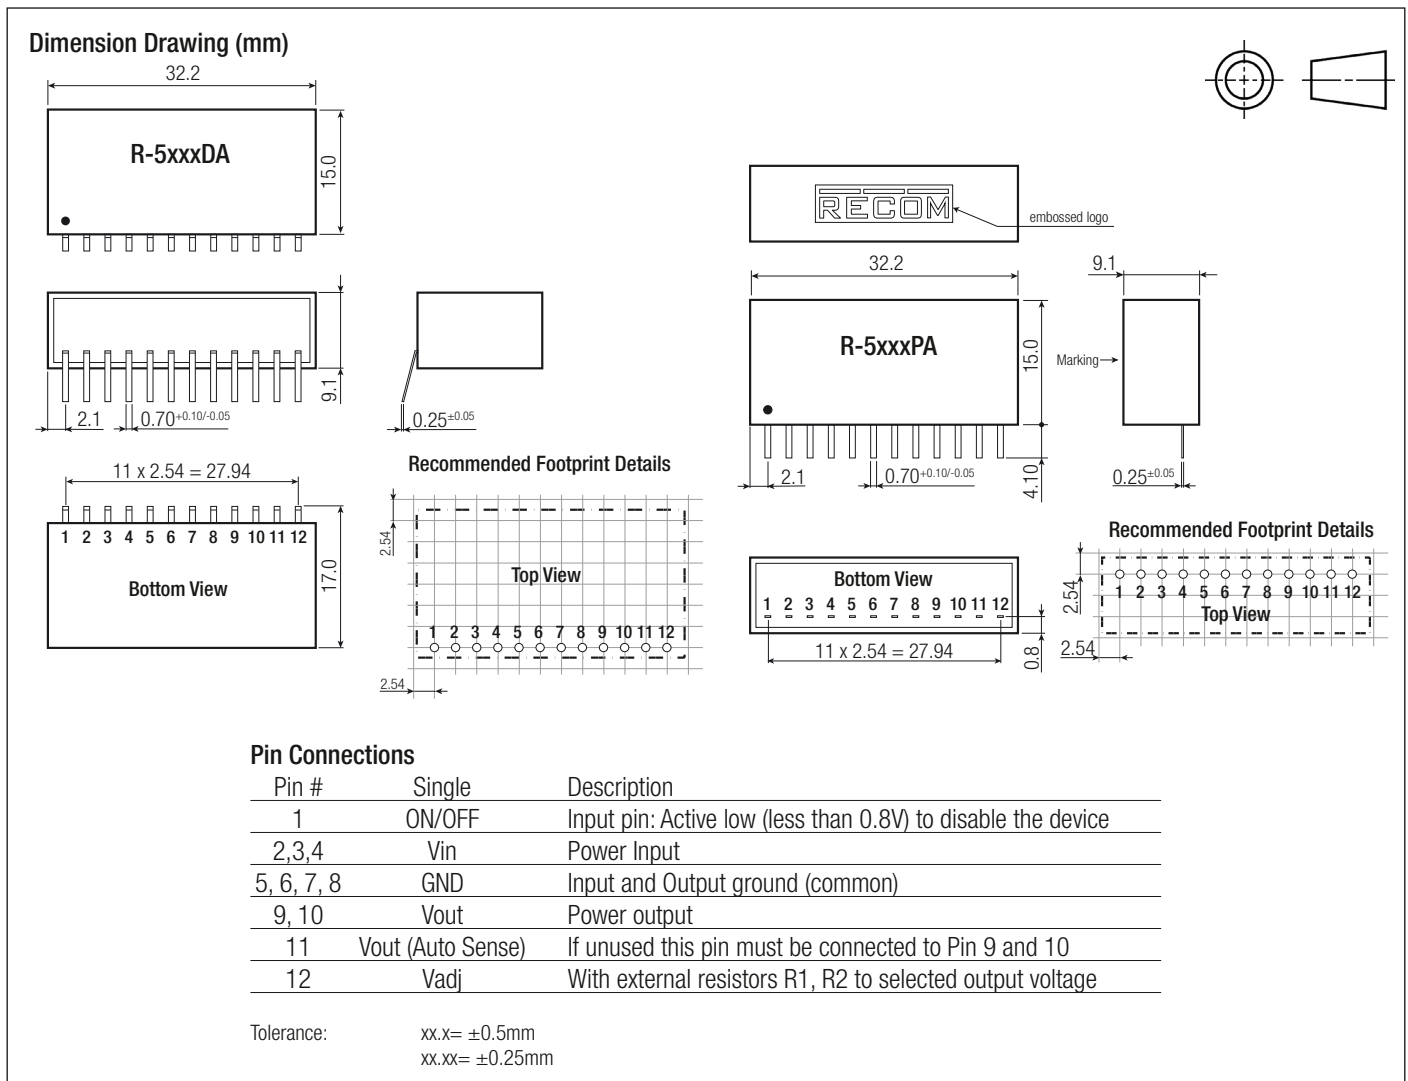 Dimension Drawing (mm)
32.2
R-5xxxDA
15.0
9.1
2.1
0.70+0.10/-0.05
0.25±0.05
11 x 2.54 = 27.94
1 2 3 4 5 6 7 8 9 10 11 12
Bottom View
17.0
Recommended Footprint Details
2.54
Top View
1 2 3 4 5 6 7 8 9 10 11 12
2.54
RECOM
embossed logo
32.2
9.1
R-5xxxPA
15.0
Marking
2.1
0.70+0.10/-0.05
4.10
0.25±0.05
Bottom View
1 2 3 4 5 6 7 8 9 10 11 12
11 x 2.54 = 27.94
0.8
Recommended Footprint Details
2.54
1 2 3 4 5 6 7 8 9 10 11 12
Top View
2.54
Pin Connections
Pin # Single Description
1 ON/OFF Input pin: Active low (less than 0.8V) to disable the device
2,3,4 Vin Power Input
5, 6, 7, 8 GND Input and Output ground (common)
9, 10 Vout Power output
11 Vout (Auto Sense) If unused this pin must be connected to Pin 9 and 10
12 Vadj With external resistors R1, R2 to selected output voltage
Tolerance: xx.x= ±0.5mm
xx.xx= ±0.25mm